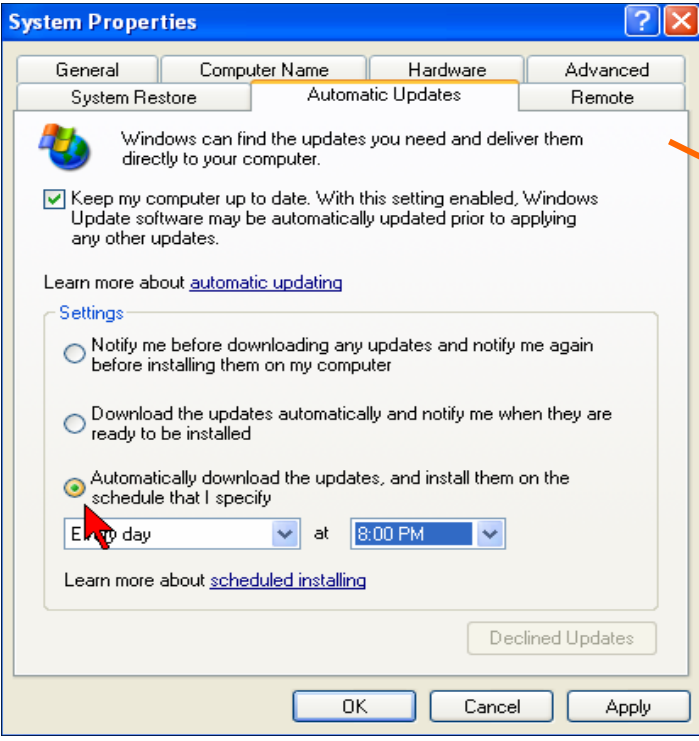 System Properties
General Computer Name Hardware Advanced
System Restore Automatic Updates Remote
Windows can find the updates you need and deliver them
directly to your computer.
Keep my computer up to date. With this setting enabled, Windows
Update software may be automatically updated prior to applying
any other updates.
Learn more about automatic updating
Settings
Notify me before downloading any updates and notify me again
before installing them on my computer
Download the updates automatically and notify me when they are
ready to be installed
Automatically download the updates, and install them on the
schedule that I specify
Every day at 8:00 PM
Learn more about scheduled installing
Declined Updates
OK Cancel Apply